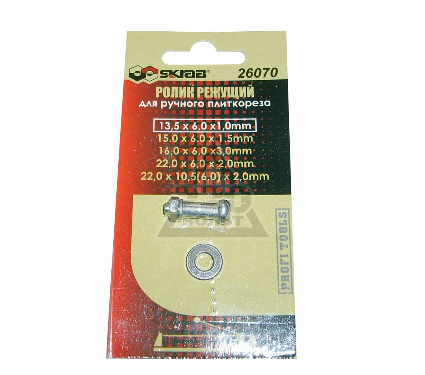 SKRAB 26070
РОЛИК РЕЖУЩИЙ
для ручного плиткореза
13,5 x 6,0 x1,0mm
15.0 x 6.0 x 1.5mm
16,0 x 6,0 x3,0mm
22,0 x 6,0 x 2,0mm
22,0 x 10,5(6,0) x 2,0mm
PROFI TOOLS